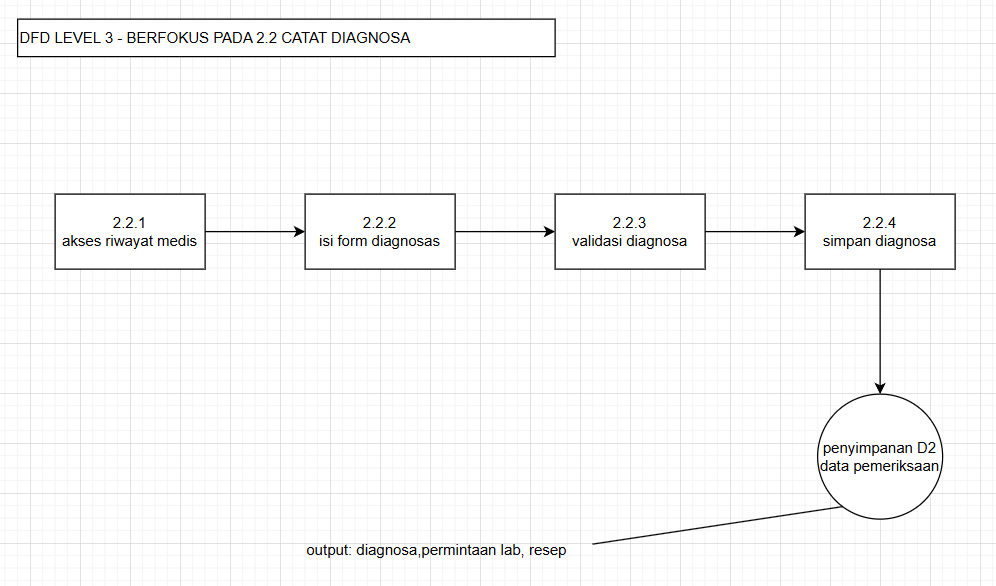 DFD LEVEL 3 - BERFOKUS PADA 2.2 CATAT DIAGNOSA
2.2.1
akses riwayat medis
2.2.2
isi form diagnosas
2.2.3
validasi diagnosa
2.2.4
simpan diagnosa
penyimpanan D2
data pemeriksaan
output: diagnosa,permintaan lab, resep